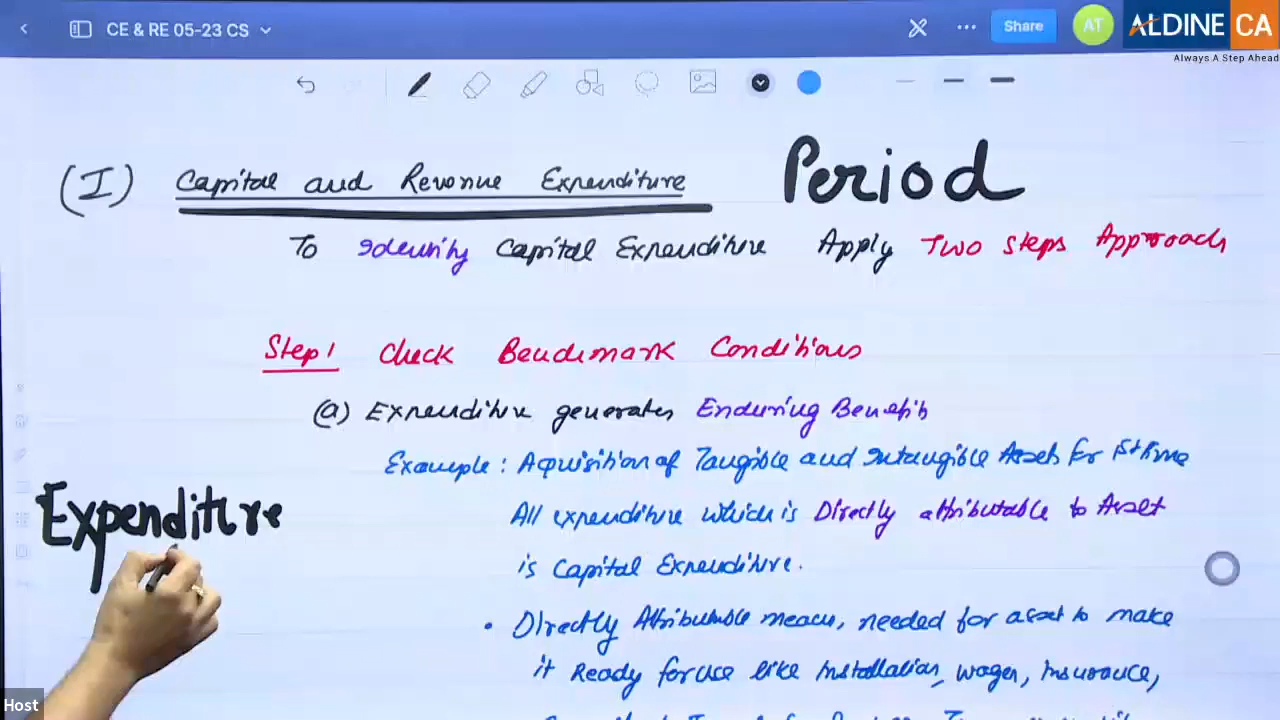 CE & RE 05-23 CS
Share
AT
ALDINE CA
Always A Step Ahead
Period
(I) Capital and Revenue Expenditure
To Identify Capital Expenditure Apply Two Steps Approach
Step 1 Check Benchmark Conditions
(a) Expenditure generates Enduring Benefit
Example : Acquisition of Tangible and Intangible Assets for 1st time
All expenditure which is Directly attributable to Asset
is Capital Expenditure.
Expenditure
• Directly Attributable means, needed for asset to make
it Ready for use like Installation, wages, Insurance,
Host